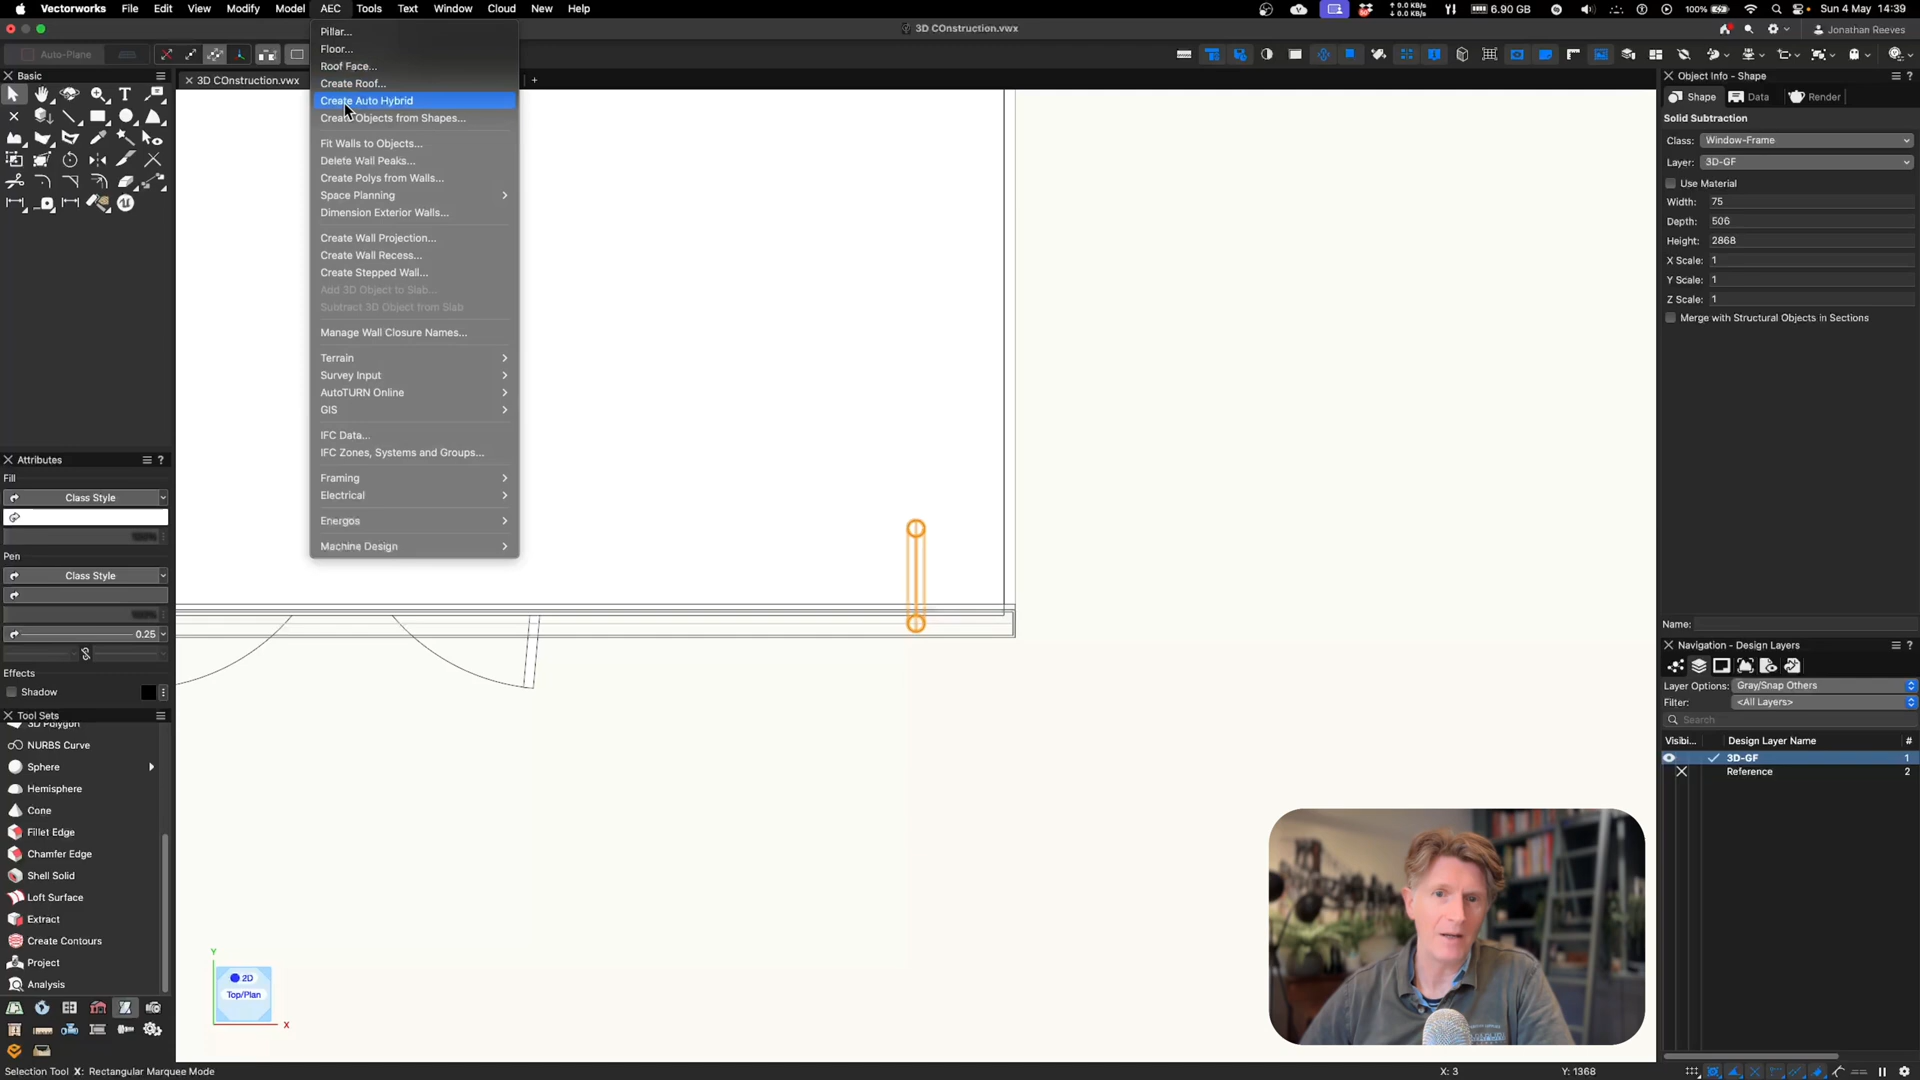 Vectorworks File Edit View Modify Model AEC Tools Text Window Cloud New Help
0.0 KB/s
0.0 KB/s
6.90 GB
100%
Sun 4 May 14:39
3D COnstruction.vwx
Jonathan Reeves
Auto-Plane
Basic
3D COnstruction.vwx
Pillar...
Floor...
Roof Face...
Create Roof...
Create Auto Hybrid
Create Objects from Shapes...
Fit Walls to Objects...
Delete Wall Peaks...
Create Polys from Walls...
Space Planning
Dimension Exterior Walls...
Create Wall Projection...
Create Wall Recess...
Create Stepped Wall...
Add 3D Object to Slab...
Subtract 3D Object from Slab
Manage Wall Closure Names...
Terrain
Survey Input
AutoTURN Online
GIS
IFC Data...
IFC Zones, Systems and Groups...
Framing
Electrical
Energos
Machine Design
Attributes
Fill
Class Style
100%
Pen
Class Style
100%
0.25
Effects
Shadow
Tool Sets
3D Polygon
NURBS Curve
Sphere
Hemisphere
Cone
Fillet Edge
Chamfer Edge
Shell Solid
Loft Surface
Extract
Create Contours
Project
Analysis
Y
2D
Top/Plan
X
Object Info - Shape
Shape Data Render
Solid Subtraction
Class: Window-Frame
Layer: 3D-GF
Use Material
Width: 75
Depth: 506
Height: 2868
X Scale: 1
Y Scale: 1
Z Scale: 1
Merge with Structural Objects in Sections
Name:
Navigation - Design Layers
Layer Options: Gray/Snap Others
Filter: <All Layers>
Search
Visibi... Design Layer Name #
3D-GF 1
Reference 2
Selection Tool X: Rectangular Marquee Mode
X: 3 Y: 1368